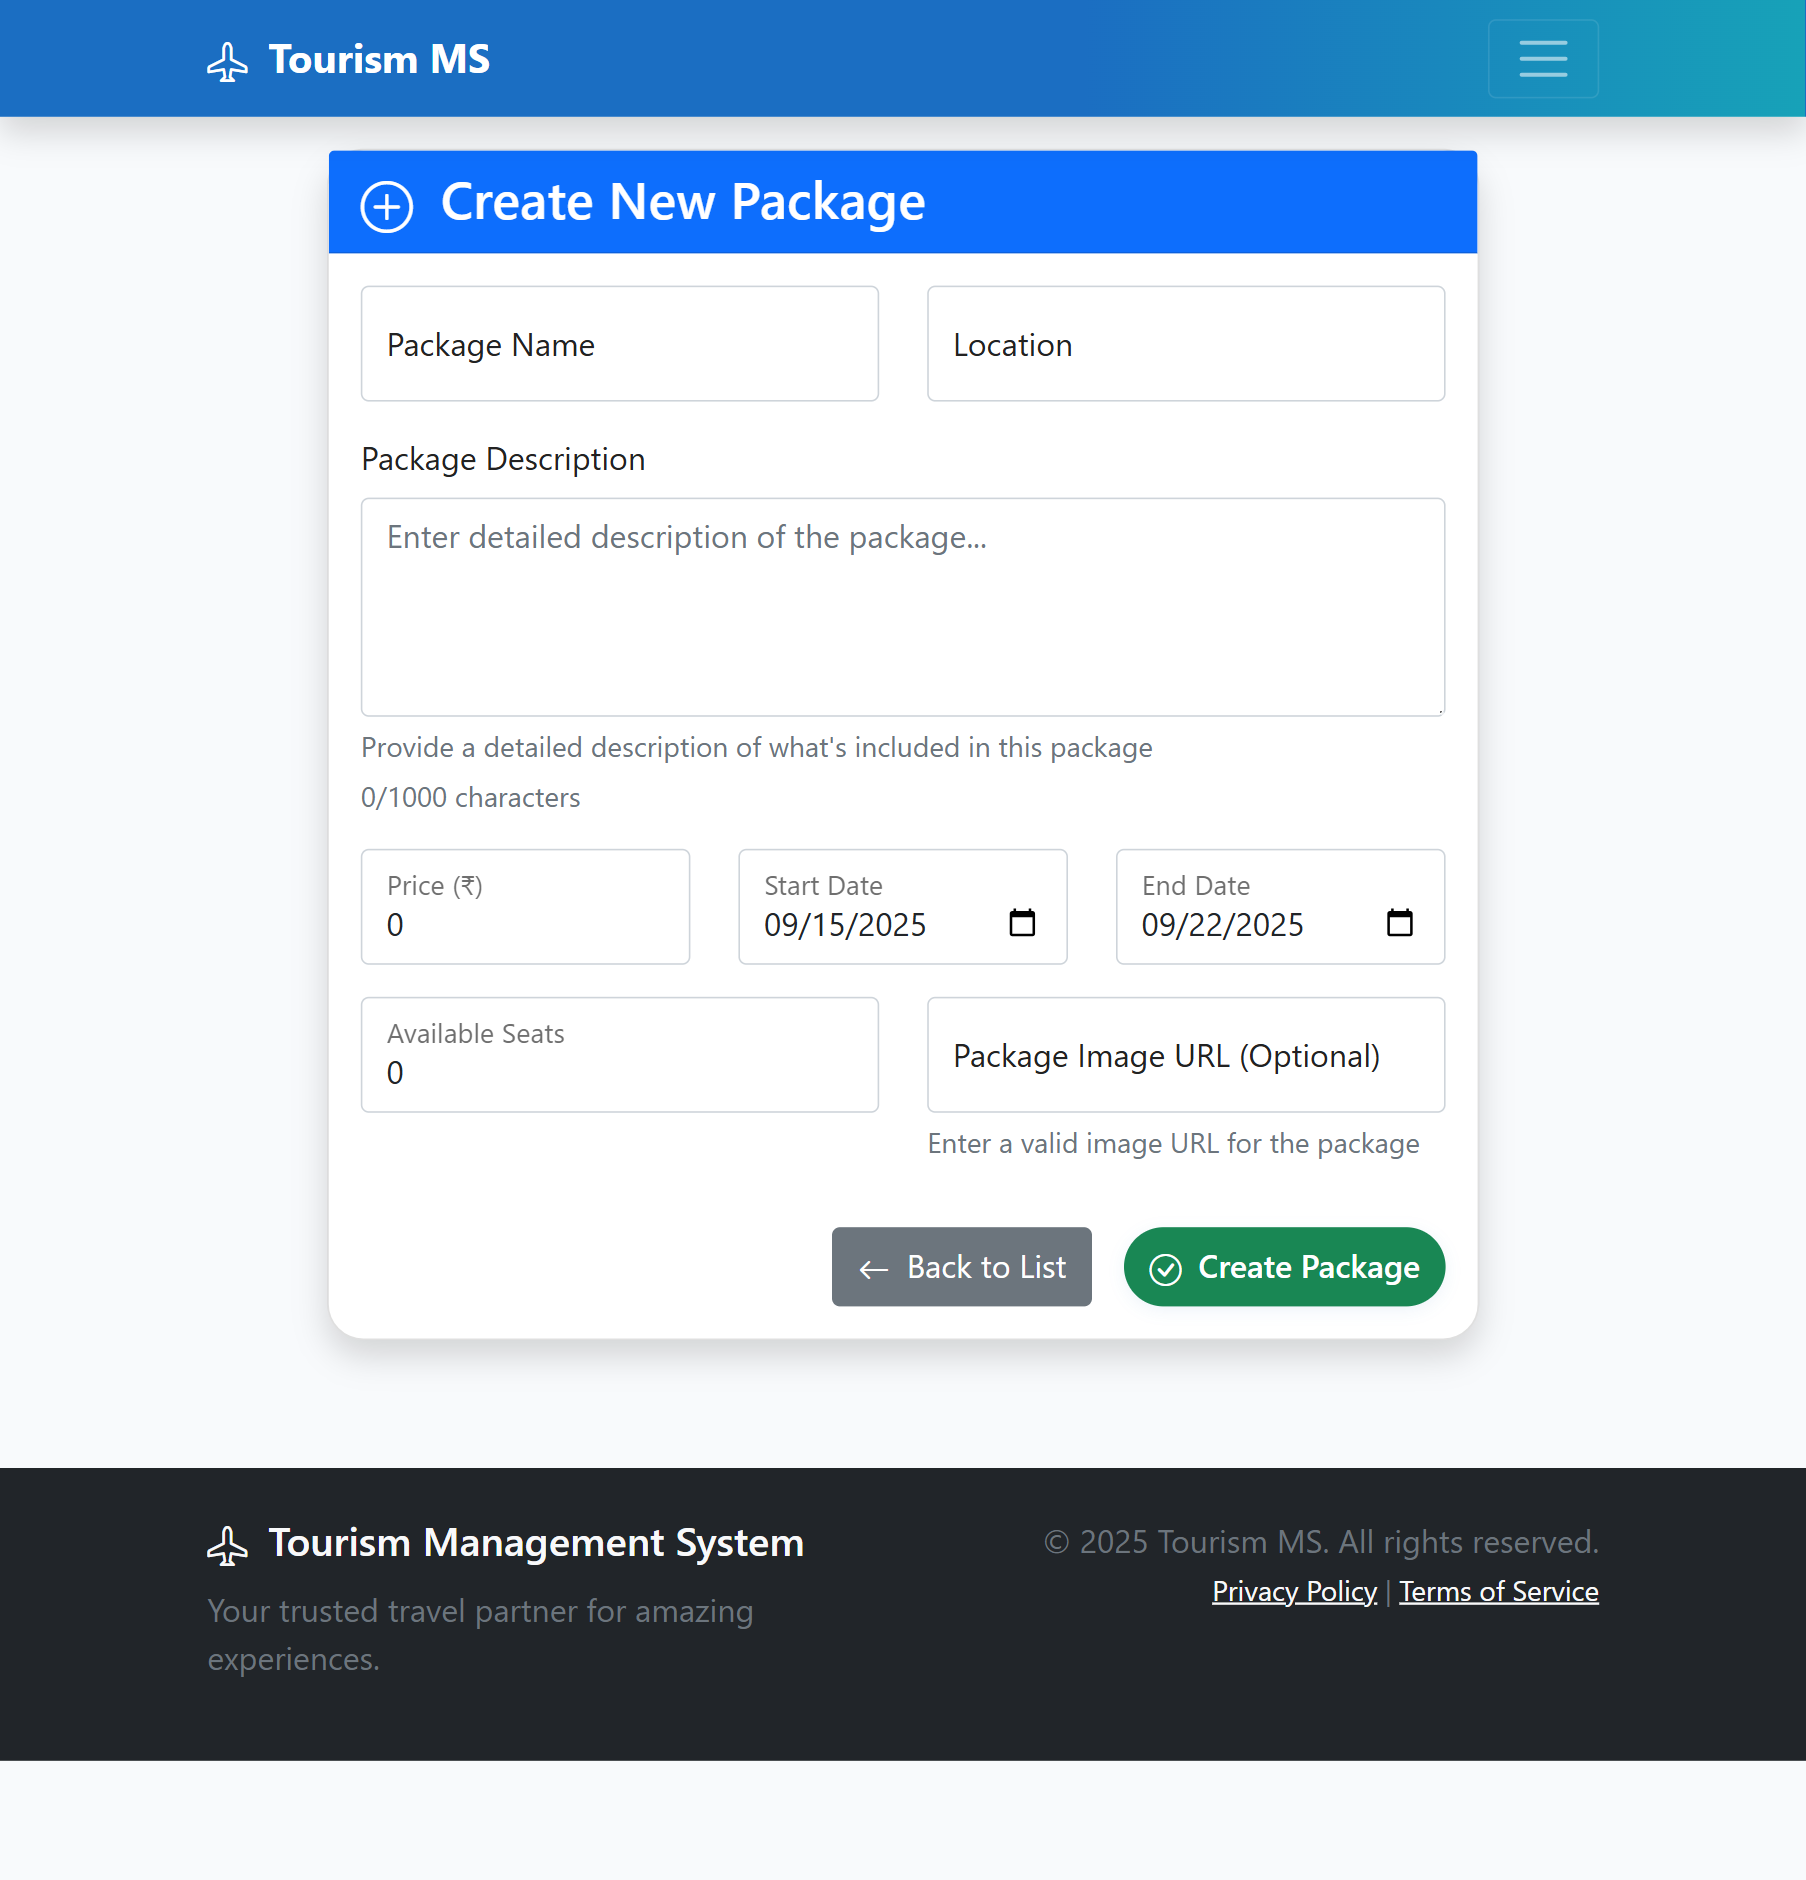 Tourism MS
Create New Package
Package Name
Location
Package Description
Enter detailed description of the package...
Provide a detailed description of what's included in this package
0/1000 characters
Price (₹)
0
Start Date
09/15/2025
End Date
09/22/2025
Available Seats
0
Package Image URL (Optional)
Enter a valid image URL for the package
Back to List
Create Package
Tourism Management System
Your trusted travel partner for amazing
experiences.
© 2025 Tourism MS. All rights reserved.
Privacy Policy | Terms of Service